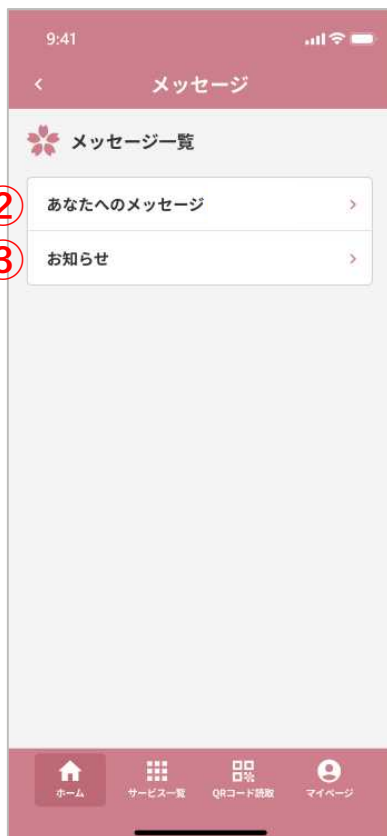 9:41
メッセージ
メッセージ一覧
② あなたへのメッセージ
③ お知らせ
ホーム サービス一覧 QRコード読取 マイページ